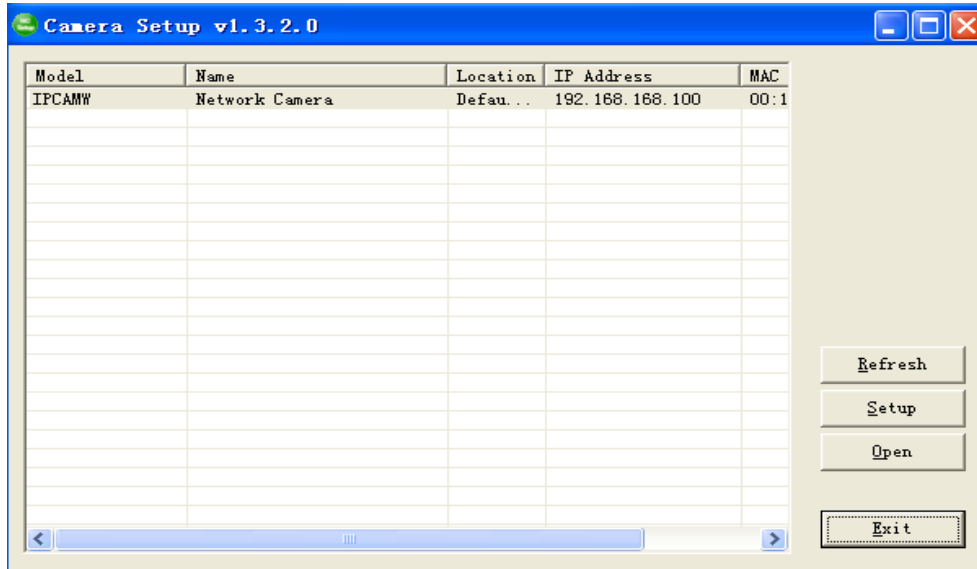 Camera Setup v1.3.2.0
Model Name Location IP Address MAC
IPCAMW Network Camera Defau... 192.168.168.100 00:1
Refresh
Setup
Open
Exit